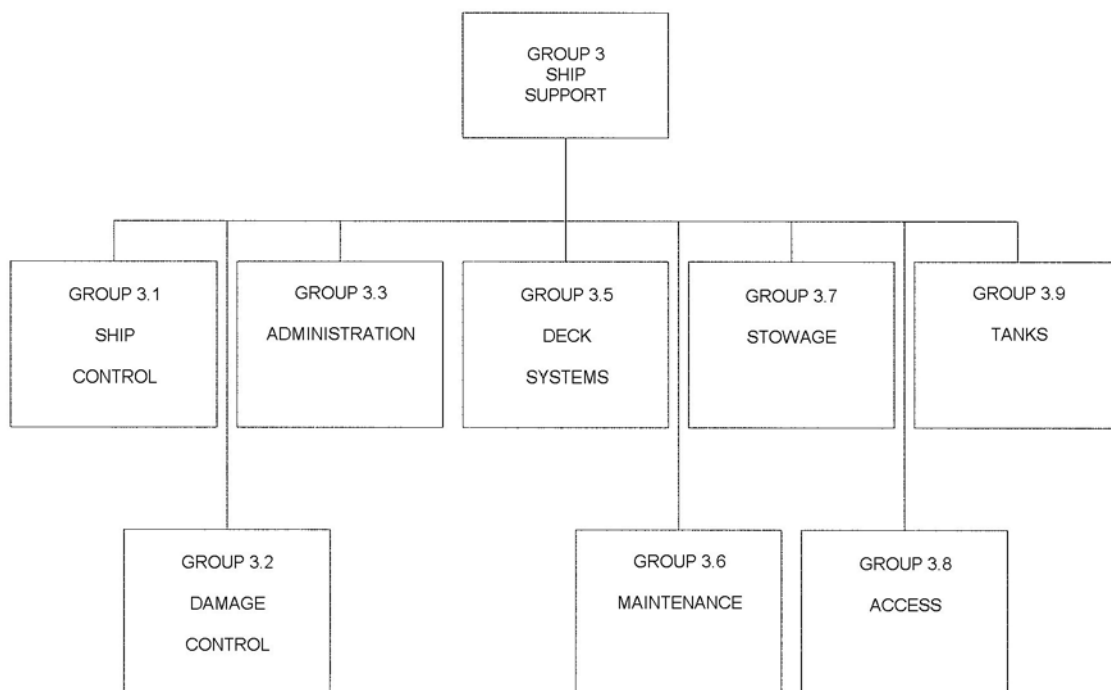 GROUP 3
SHIP
SUPPORT
GROUP 3.1
SHIP
CONTROL
GROUP 3.3
ADMINISTRATION
GROUP 3.5
DECK
SYSTEMS
GROUP 3.7
STOWAGE
GROUP 3.9
TANKS
GROUP 3.2
DAMAGE
CONTROL
GROUP 3.6
MAINTENANCE
GROUP 3.8
ACCESS